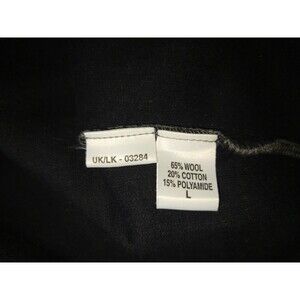 UK/LK - 03284
65% WOOL
20% COTTON
15% POLYAMIDE
L